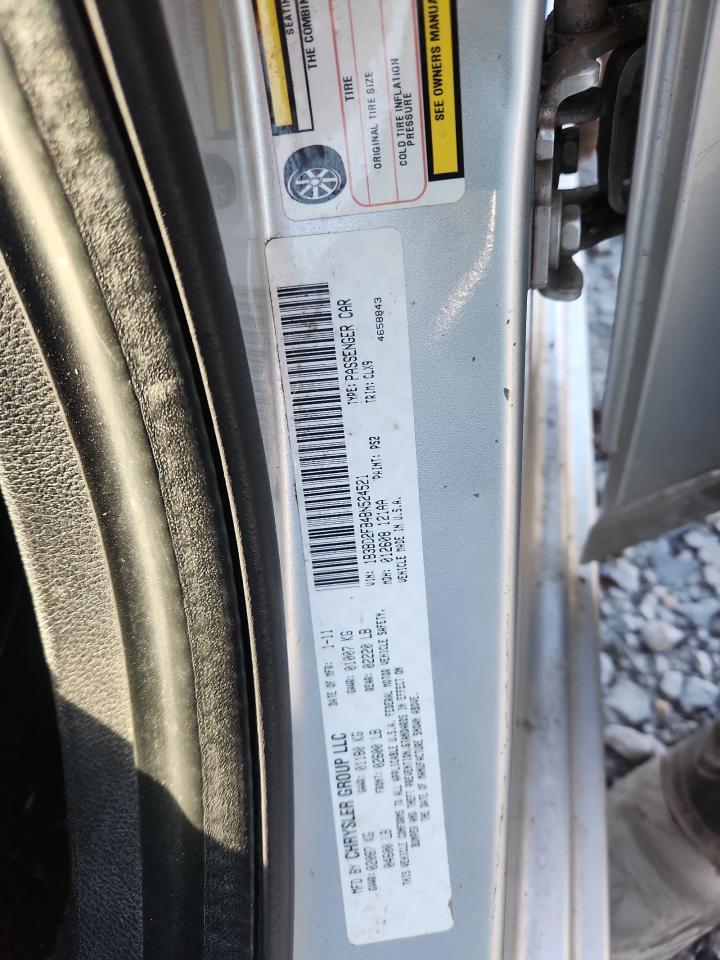 SEATING
THE COMBIN
TIRE
ORIGINAL TIRE SIZE
COLD TIRE INFLATION
PRESSURE
SEE OWNERS MANUA
MFD BY CHRYSLER GROUP LLC
DATE OF MFR: 1-11
GVWR: 02087 KG
GAWR: 01180 KG
GAWR: 01007 KG
04600 LB
FRONT: 02600 LB
REAR: 02220 LB
THIS VEHICLE CONFORMS TO ALL APPLICABLE U.S.A. FEDERAL MOTOR VEHICLE SAFETY,
BUMPER AND THEFT PREVENTION STANDARDS IN EFFECT ON
THE DATE OF MANUFACTURE SHOWN ABOVE.
VIN: 1B3BD2FB4BN524521
TYPE: PASSENGER CAR
MDH: 012608 121AA
PAINT: PS2
TRIM: CLX9
VEHICLE MADE IN U.S.A.
4658843